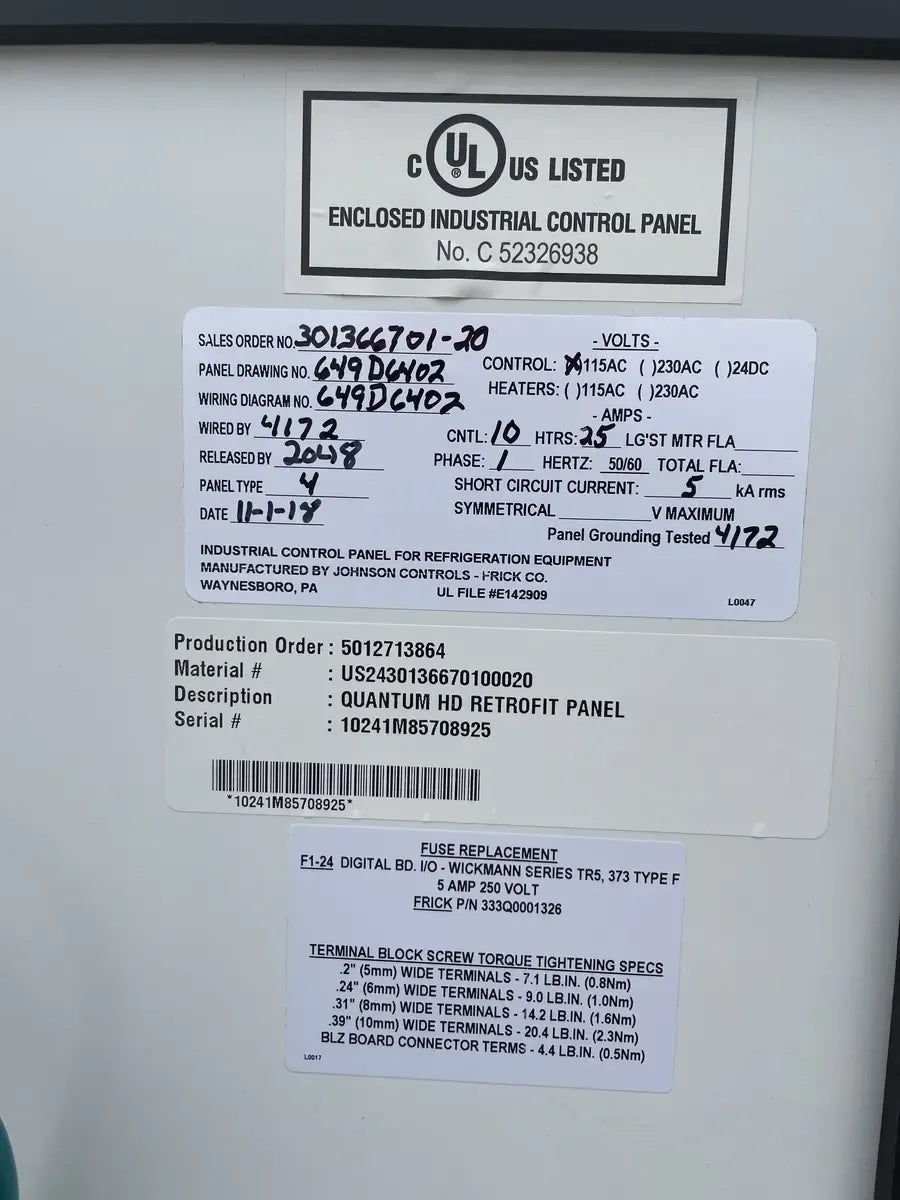 C UL ® US LISTED
ENCLOSED INDUSTRIAL CONTROL PANEL
No. C 52326938
SALES ORDER NO. 301366701-20
PANEL DRAWING NO. 649D6402
WIRING DIAGRAM NO. 649D6402
WIRED BY 4172
RELEASED BY 2048
PANEL TYPE 4
DATE 11-1-18
- VOLTS -
CONTROL: (X)115AC ( )230AC ( )24DC
HEATERS: ( )115AC ( )230AC
- AMPS -
CNTL: 10 HTRS: 25 LG'ST MTR FLA
PHASE: 1 HERTZ: 50/60 TOTAL FLA:
SHORT CIRCUIT CURRENT: 5 kA rms
SYMMETRICAL V MAXIMUM
Panel Grounding Tested 4172
INDUSTRIAL CONTROL PANEL FOR REFRIGERATION EQUIPMENT
MANUFACTURED BY JOHNSON CONTROLS - FRICK CO.
WAYNESBORO, PA UL FILE #E142909
L0047
Production Order : 5012713864
Material # : US2430136670100020
Description : QUANTUM HD RETROFIT PANEL
Serial # : 10241M85708925
*10241M85708925*
FUSE REPLACEMENT
F1-24 DIGITAL BD. I/O - WICKMANN SERIES TR5, 373 TYPE F
5 AMP 250 VOLT
FRICK P/N 333Q0001326
TERMINAL BLOCK SCREW TORQUE TIGHTENING SPECS
.2" (5mm) WIDE TERMINALS - 7.1 LB.IN. (0.8Nm)
.24" (6mm) WIDE TERMINALS - 9.0 LB.IN. (1.0Nm)
.31" (8mm) WIDE TERMINALS - 14.2 LB.IN. (1.6Nm)
.39" (10mm) WIDE TERMINALS - 20.4 LB.IN. (2.3Nm)
BLZ BOARD CONNECTOR TERMS - 4.4 LB.IN. (0.5Nm)
L0017